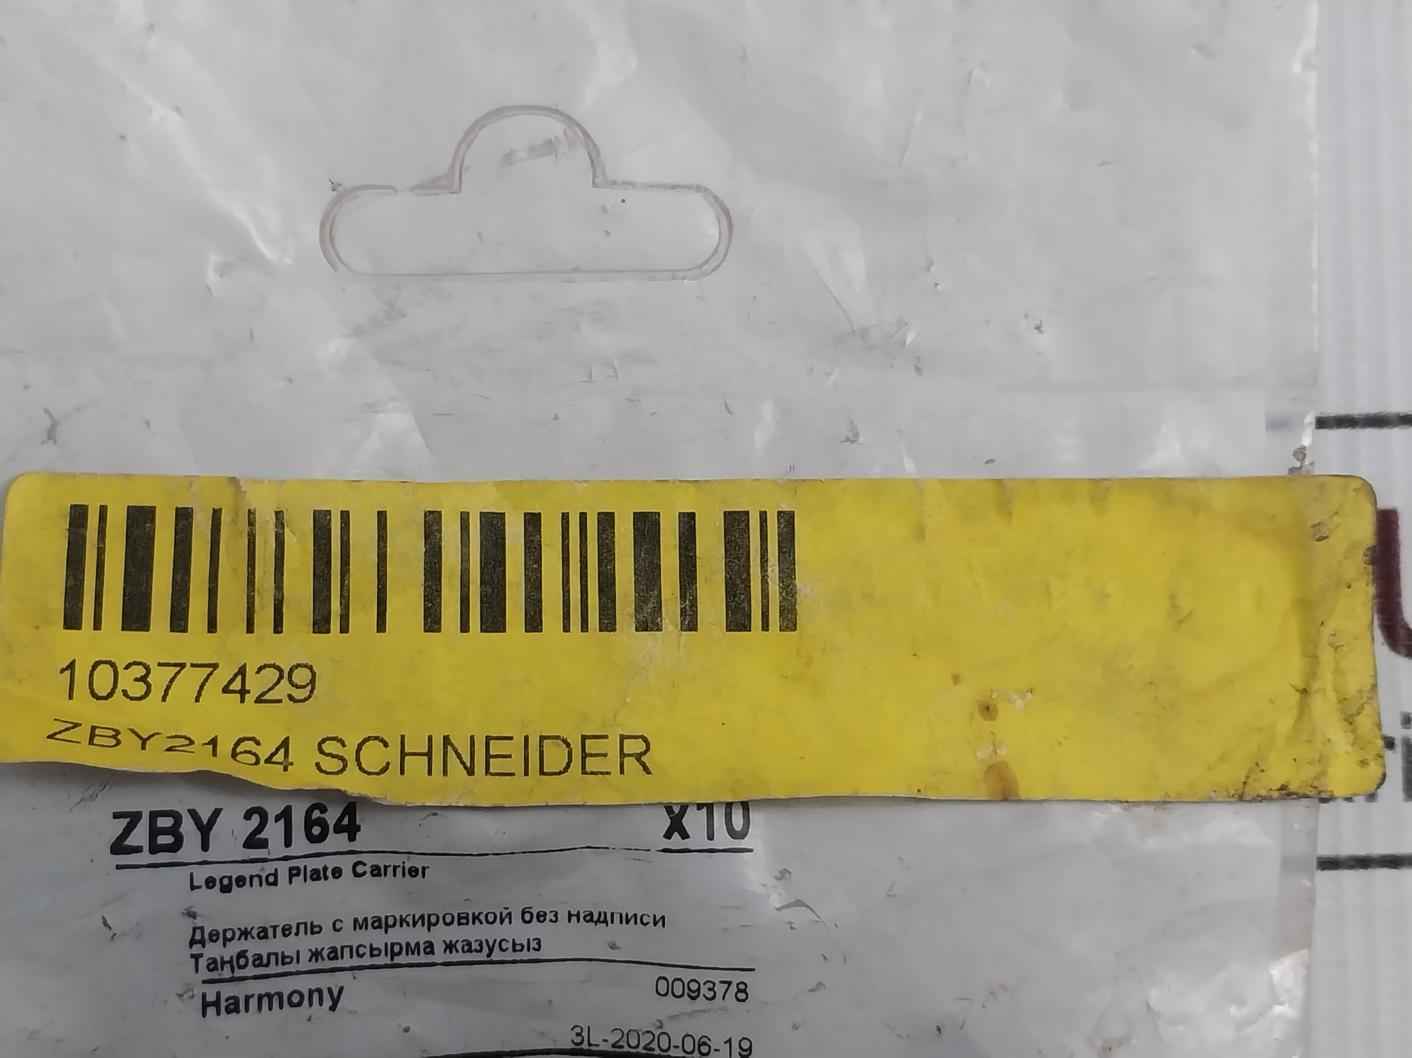 10377429
ZBY2164 SCHNEIDER
ZBY 2164 x10
Legend Plate Carrier
Держатель с маркировкой без надписи
Таңбалы жапсырма жазусыз
Harmony 009378
3L-2020-06-19